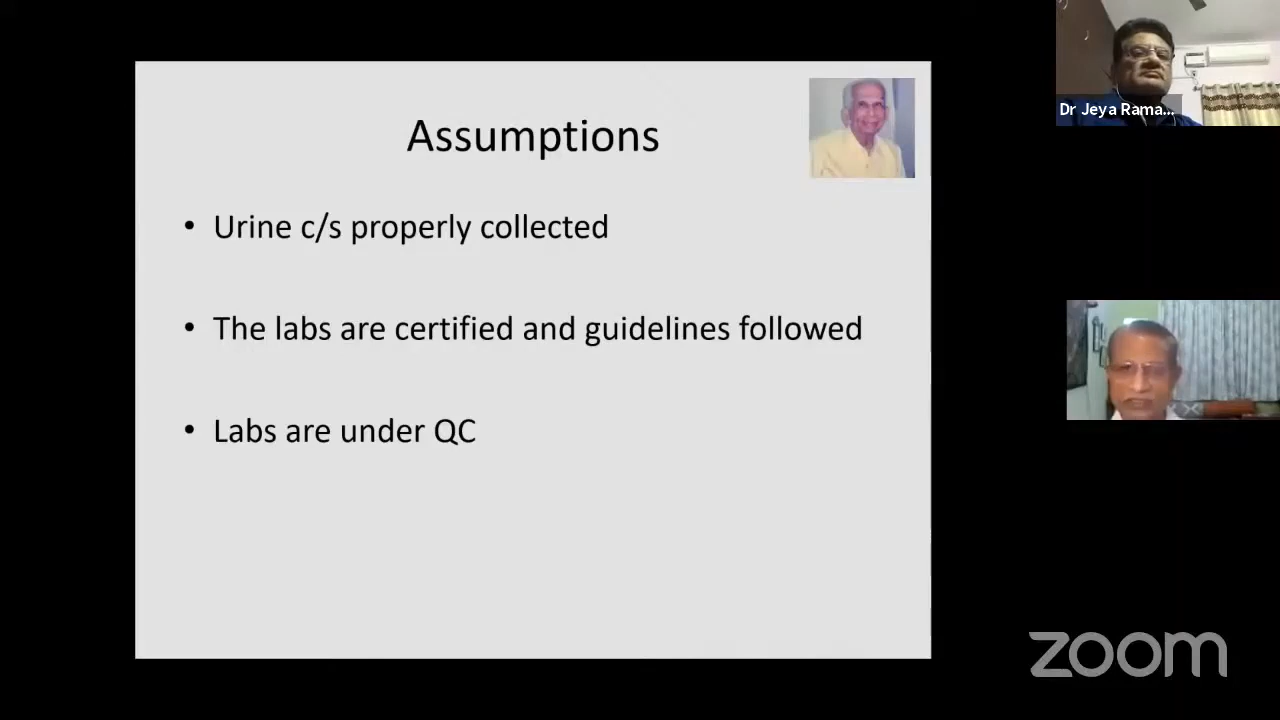 Assumptions
• Urine c/s properly collected
• The labs are certified and guidelines followed
• Labs are under QC
Dr Jeya Rama...
zoom